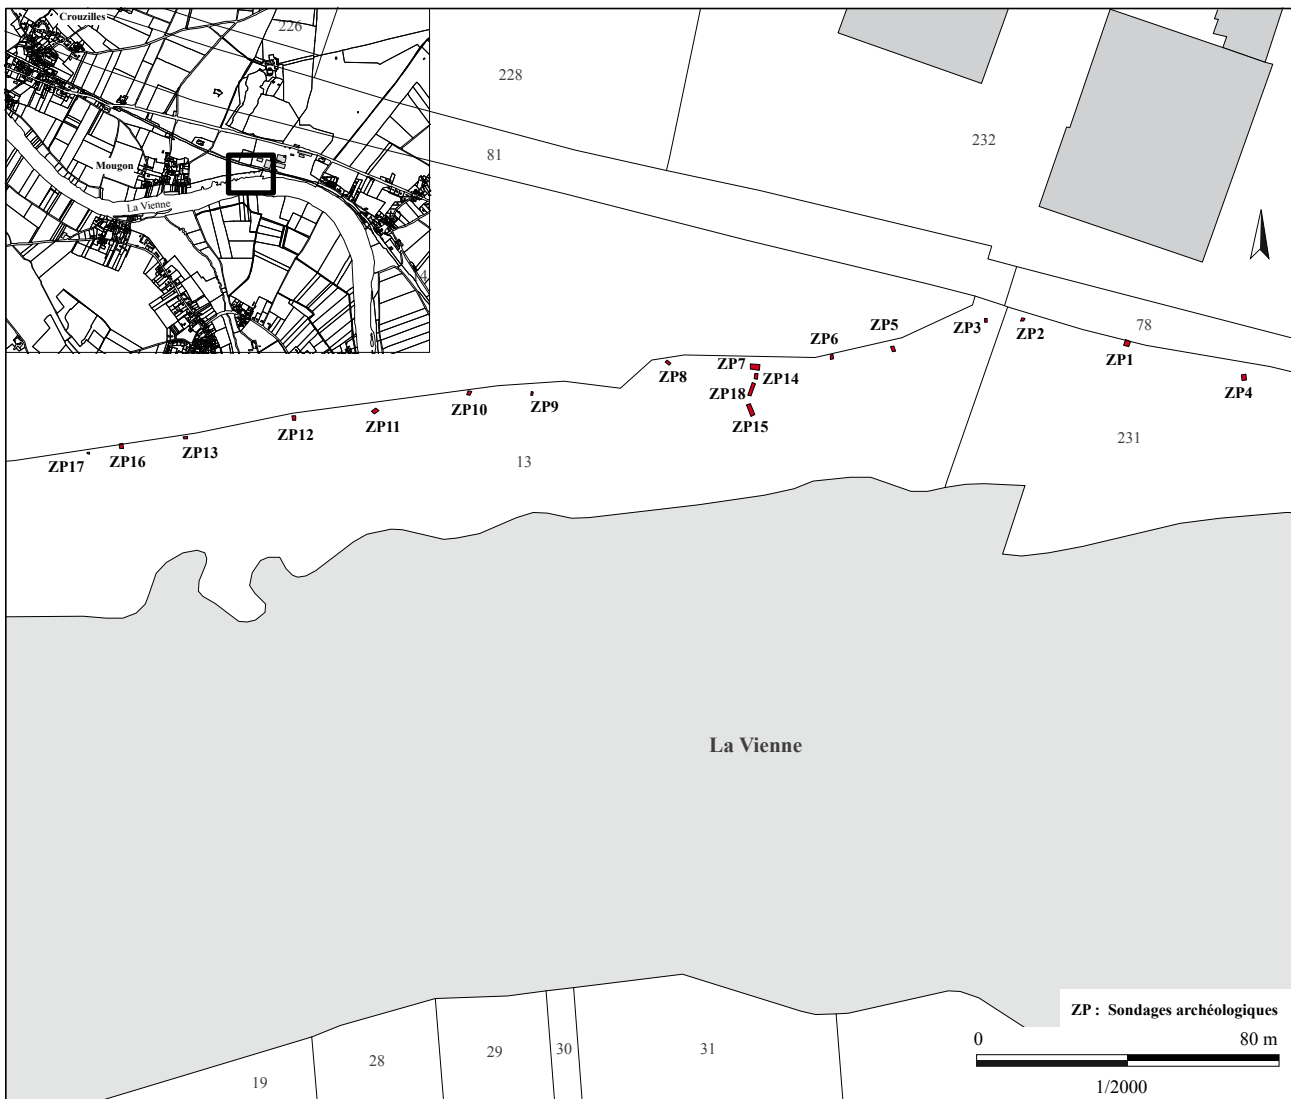 Crouzilles
226
Mougon
La Vienne
228
81
232
78
ZP5
ZP3
ZP2
ZP6
ZP1
ZP8
ZP7
ZP14
ZP18
ZP4
ZP10
ZP9
ZP15
ZP12
ZP11
ZP17
ZP16
ZP13
13
231
La Vienne
ZP : Sondages archéologiques
0 80 m
1/2000
19
28
29
30
31